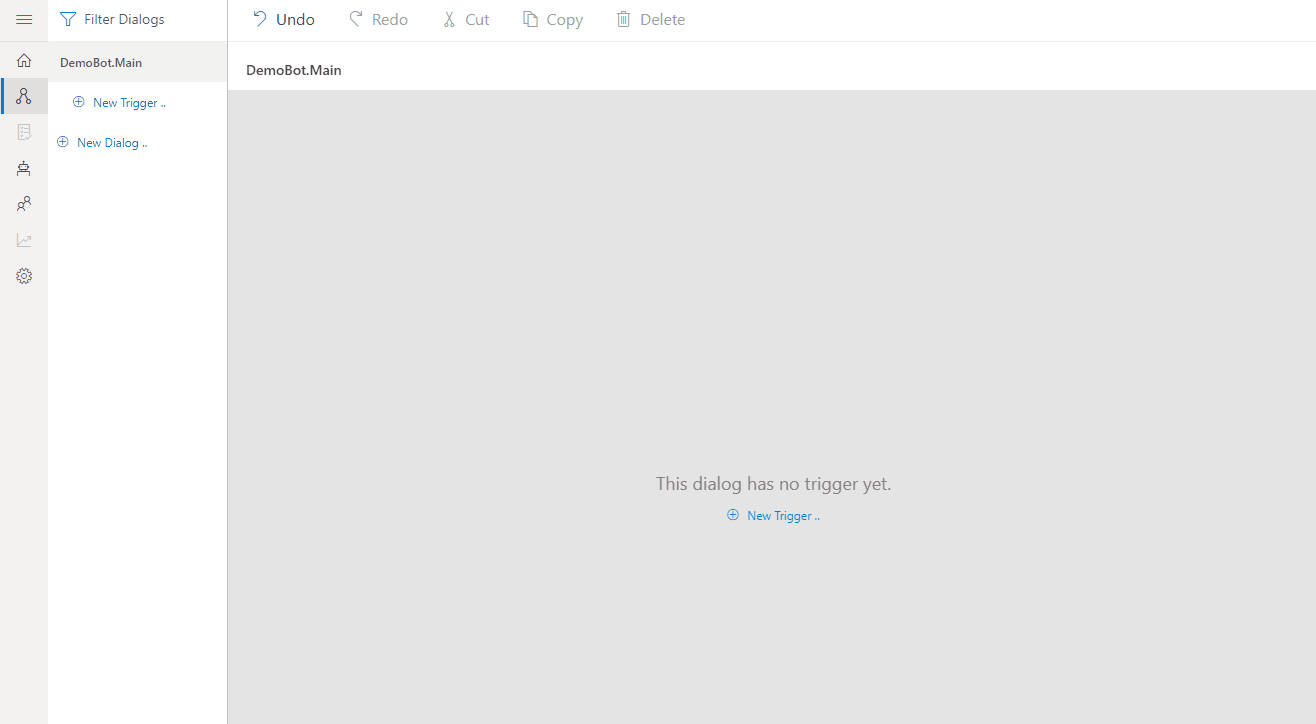 Filter Dialogs
Undo
Redo
Cut
Copy
Delete
DemoBot.Main
New Trigger ..
New Dialog ..
DemoBot.Main
This dialog has no trigger yet.
New Trigger ..